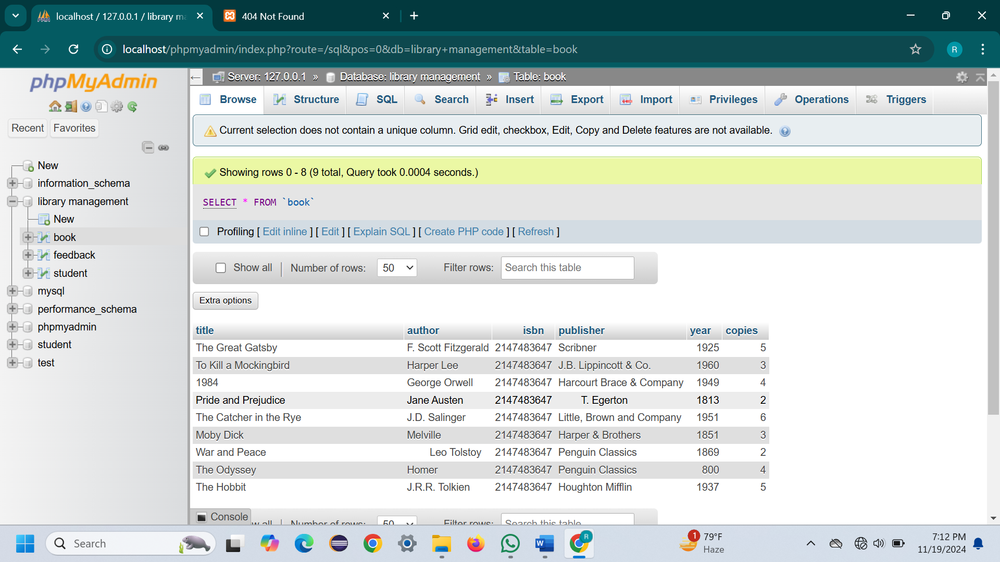 localhost / 127.0.0.1 / library ma
404 Not Found
localhost/phpmyadmin/index.php?route=/sql&pos=0&db=library+management&table=book
R
phpMyAdmin
Recent Favorites
New
information_schema
library management
New
book
feedback
student
mysql
performance_schema
phpmyadmin
student
test
Server: 127.0.0.1 » Database: library management » Table: book
Browse Structure SQL Search Insert Export Import Privileges Operations Triggers
Current selection does not contain a unique column. Grid edit, checkbox, Edit, Copy and Delete features are not available.
Showing rows 0 - 8 (9 total, Query took 0.0004 seconds.)
SELECT * FROM `book`
Profiling [ Edit inline ] [ Edit ] [ Explain SQL ] [ Create PHP code ] [ Refresh ]
Show all | Number of rows: 50 Filter rows: Search this table
Extra options
title author isbn publisher year copies
The Great Gatsby F. Scott Fitzgerald 2147483647 Scribner 1925 5
To Kill a Mockingbird Harper Lee 2147483647 J.B. Lippincott & Co. 1960 3
1984 George Orwell 2147483647 Harcourt Brace & Company 1949 4
Pride and Prejudice Jane Austen 2147483647 T. Egerton 1813 2
The Catcher in the Rye J.D. Salinger 2147483647 Little, Brown and Company 1951 6
Moby Dick Melville 2147483647 Harper & Brothers 1851 3
War and Peace Leo Tolstoy 2147483647 Penguin Classics 1869 2
The Odyssey Homer 2147483647 Penguin Classics 800 4
The Hobbit J.R.R. Tolkien 2147483647 Houghton Mifflin 1937 5
Console w all | Number of rows: 50 Filter rows: Search this table
Search
R
1
79°F
Haze
7:12 PM
11/19/2024